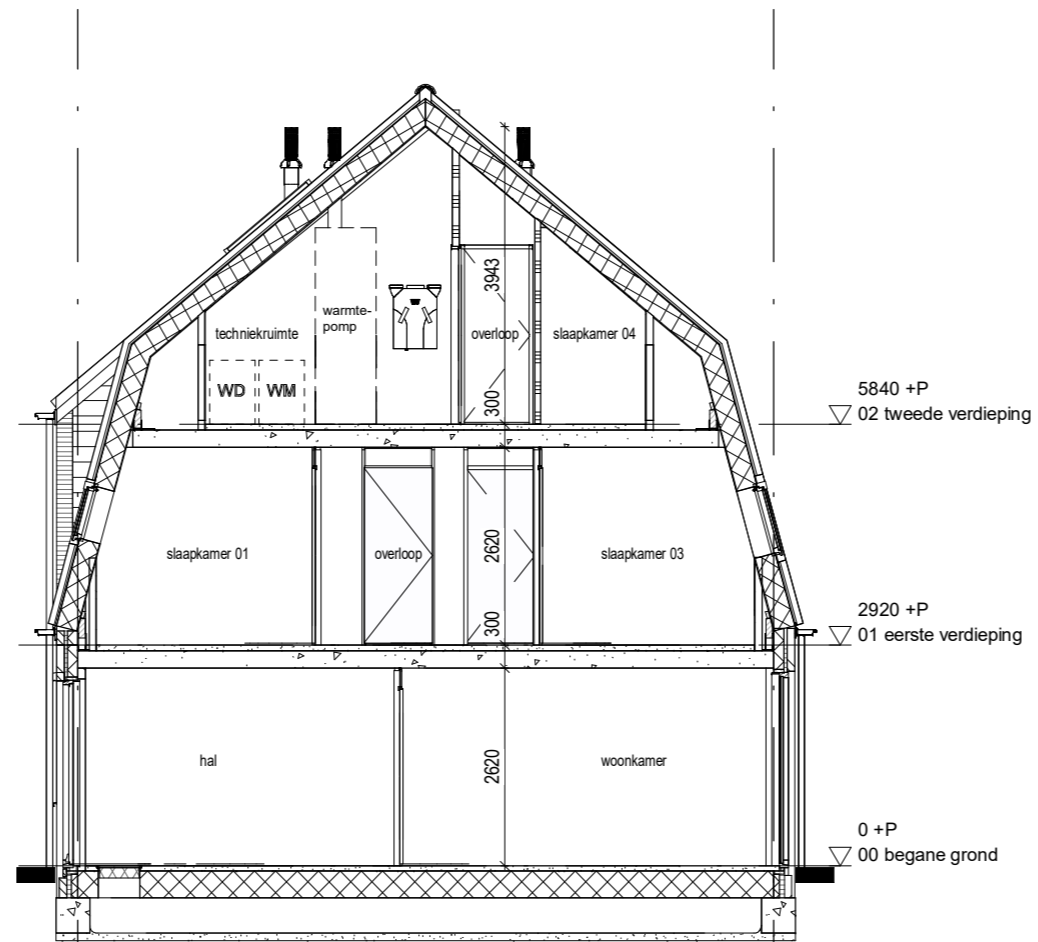 3943
warmte-
pomp
techniekruimte
overloop
slaapkamer 04
WD
WM
300
5840 +P
02 tweede verdieping
slaapkamer 01
overloop
2620
slaapkamer 03
300
2920 +P
01 eerste verdieping
hal
2620
woonkamer
0 +P
00 begane grond